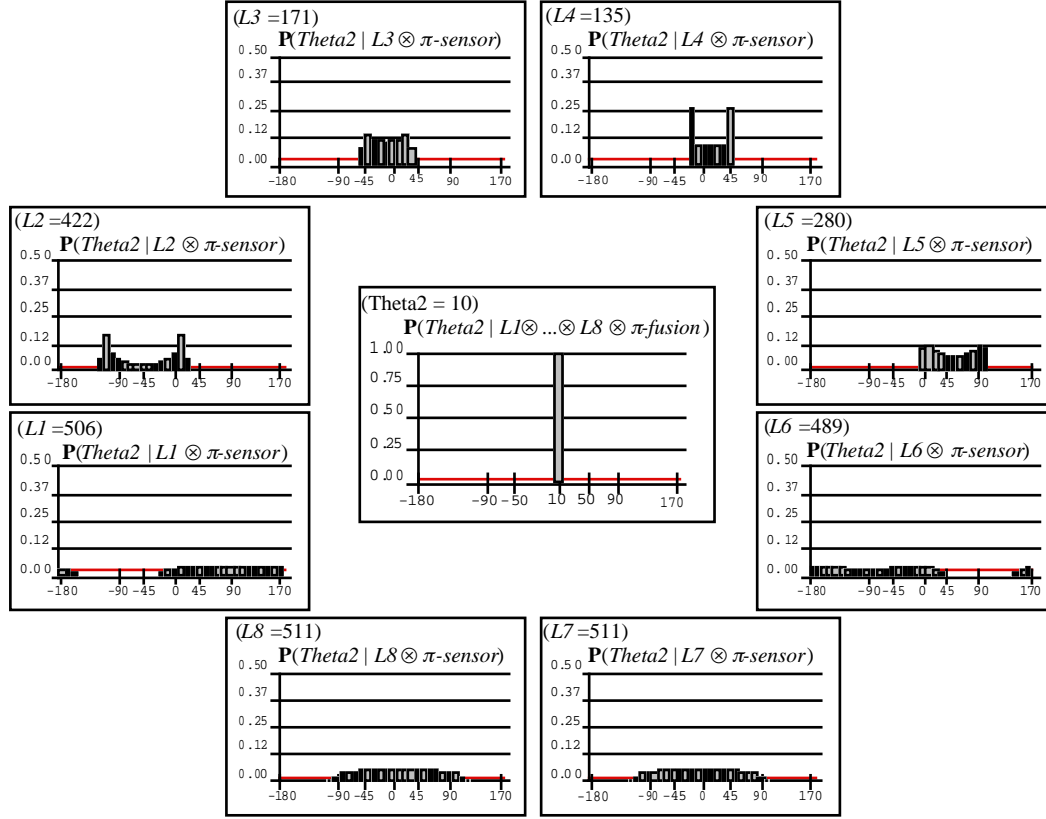 (L3 =171)
P(Theta2 | L3 ⊗ π-sensor)
0.50
0.37
0.25
0.12
0.00
-180 -90 -45 0 45 90 170
(L4 =135)
P(Theta2 | L4 ⊗ π-sensor)
0.50
0.37
0.25
0.12
0.00
-180 -90 -45 0 45 90 170
(L2 =422)
P(Theta2 | L2 ⊗ π-sensor)
0.50
0.37
0.25
0.12
0.00
-180 -90 -45 0 45 90 170
(Theta2 = 10)
P(Theta2 | L1⊗ ...⊗ L8 ⊗ π-fusion)
1.00
0.75
0.50
0.25
0.00
-180 -90 -50 10 50 90 170
(L5 =280)
P(Theta2 | L5 ⊗ π-sensor)
0.50
0.37
0.25
0.12
0.00
-180 -90 -45 0 45 90 170
(L1 =506)
P(Theta2 | L1 ⊗ π-sensor)
0.50
0.37
0.25
0.12
0.00
-180 -90 -45 0 45 90 170
(L6 =489)
P(Theta2 | L6 ⊗ π-sensor)
0.50
0.37
0.25
0.12
0.00
-180 -90 -45 0 45 90 170
(L8 =511)
P(Theta2 | L8 ⊗ π-sensor)
0.50
0.37
0.25
0.12
0.00
-180 -90 -45 0 45 90 170
(L7 =511)
P(Theta2 | L7 ⊗ π-sensor)
0.50
0.37
0.25
0.12
0.00
-180 -90 -45 0 45 90 170